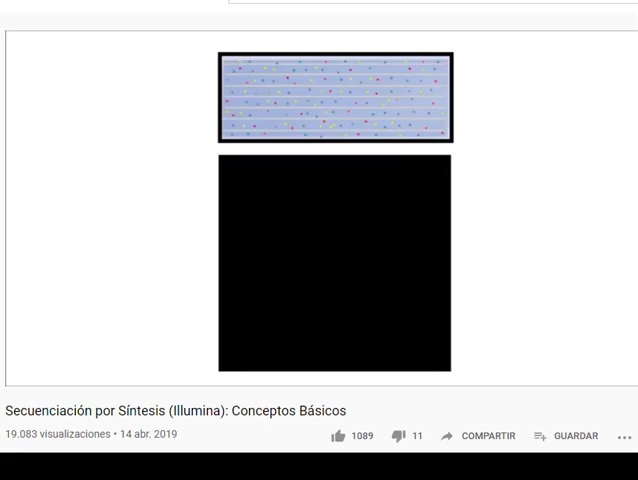 Secuenciación por Síntesis (Illumina): Conceptos Básicos
19.083 visualizaciones • 14 abr. 2019
1089
11
COMPARTIR
GUARDAR